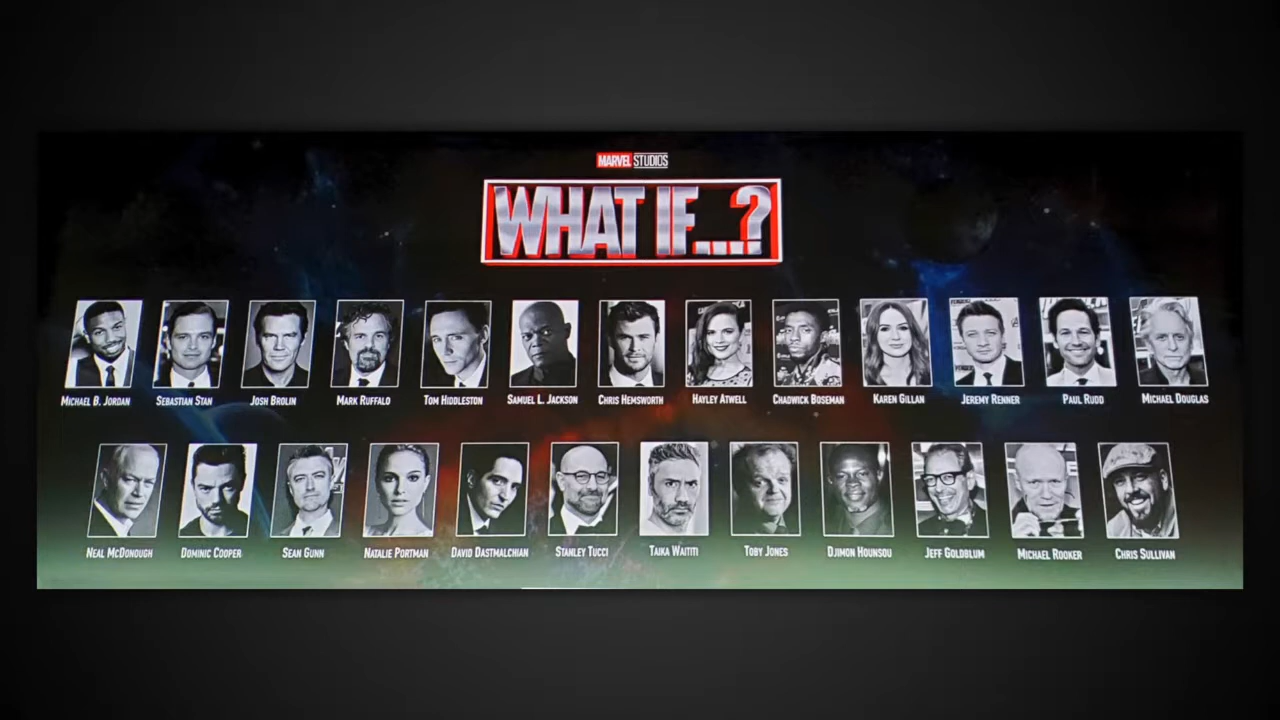 MARVEL STUDIOS
WHAT IF...?
MICHAEL B. JORDAN SEBASTIAN STAN JOSH BROLIN MARK RUFFALO TOM HIDDLESTON SAMUEL L. JACKSON CHRIS HEMSWORTH HAYLEY ATWELL CHADWICK BOSEMAN KAREN GILLAN JEREMY RENNER PAUL RUDD MICHAEL DOUGLAS
NEAL MCDONOUGH DOMINIC COOPER SEAN GUNN NATALIE PORTMAN DAVID DASTMALCHIAN STANLEY TUCCI TAIKA WAITITI TOBY JONES DJIMON HOUNSOU JEFF GOLDBLUM MICHAEL ROOKER CHRIS SULLIVAN